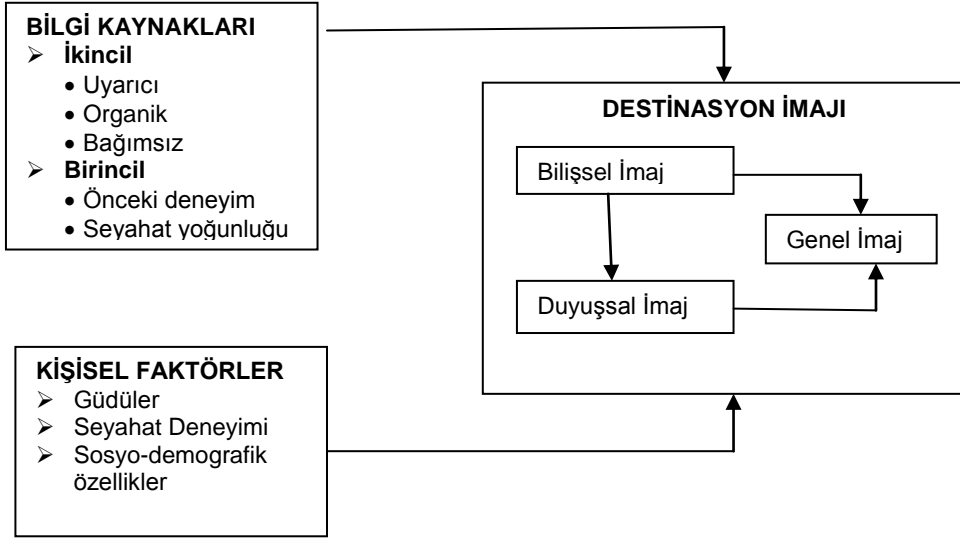 BİLGİ KAYNAKLARI
➢ İkincil
• Uyarıcı
• Organik
• Bağımsız
➢ Birincil
• Önceki deneyim
• Seyahat yoğunluğu
DESTİNASYON İMAJI
Bilişsel İmaj
Genel İmaj
Duyuşsal İmaj
KİŞİSEL FAKTÖRLER
➢ Güdüler
➢ Seyahat Deneyimi
➢ Sosyo-demografik
özellikler